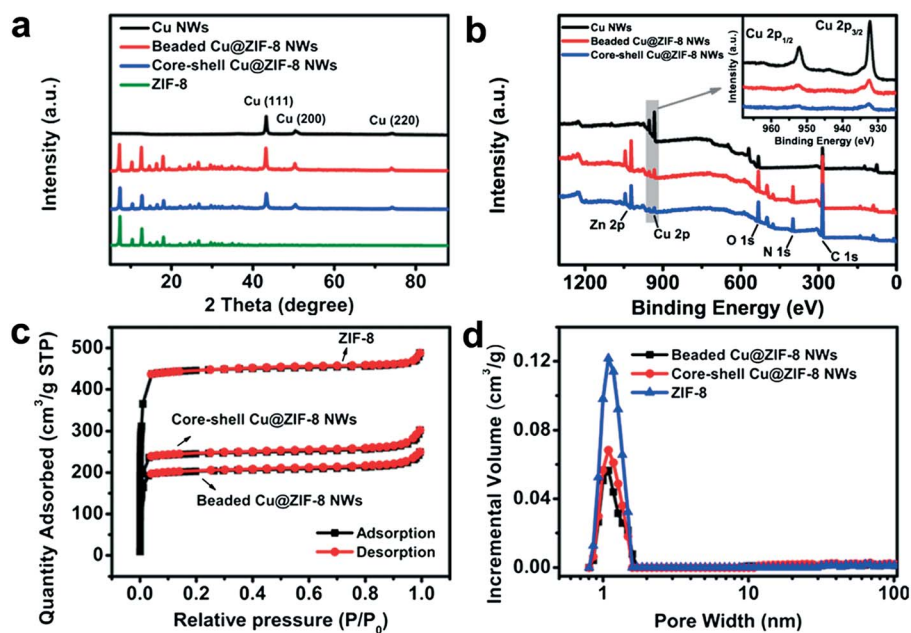 a
Cu NWs
Beaded Cu@ZIF-8 NWs
Core-shell Cu@ZIF-8 NWs
ZIF-8
Cu (111)
Cu (200)
Cu (220)
Intensity (a.u.)
20 40 60 80
2 Theta (degree)
b
Cu NWs
Beaded Cu@ZIF-8 NWs
Core-shell Cu@ZIF-8 NWs
Cu 2p1/2
Cu 2p3/2
Intensity (a.u.)
960 950 940 930
Binding Energy (eV)
Zn 2p
Cu 2p
O 1s
N 1s
C 1s
Intensity (a.u.)
1200 900 600 300 0
Binding Energy (eV)
c
ZIF-8
Core-shell Cu@ZIF-8 NWs
Beaded Cu@ZIF-8 NWs
Adsorption
Desorption
Quantity Adsorbed (cm3/g STP)
500
400
300
200
100
0
0.0 0.2 0.4 0.6 0.8 1.0
Relative pressure (P/P0)
d
Beaded Cu@ZIF-8 NWs
Core-shell Cu@ZIF-8 NWs
ZIF-8
Incremental Volume (cm3/g)
0.12
0.08
0.04
0.00
1 10 100
Pore Width (nm)